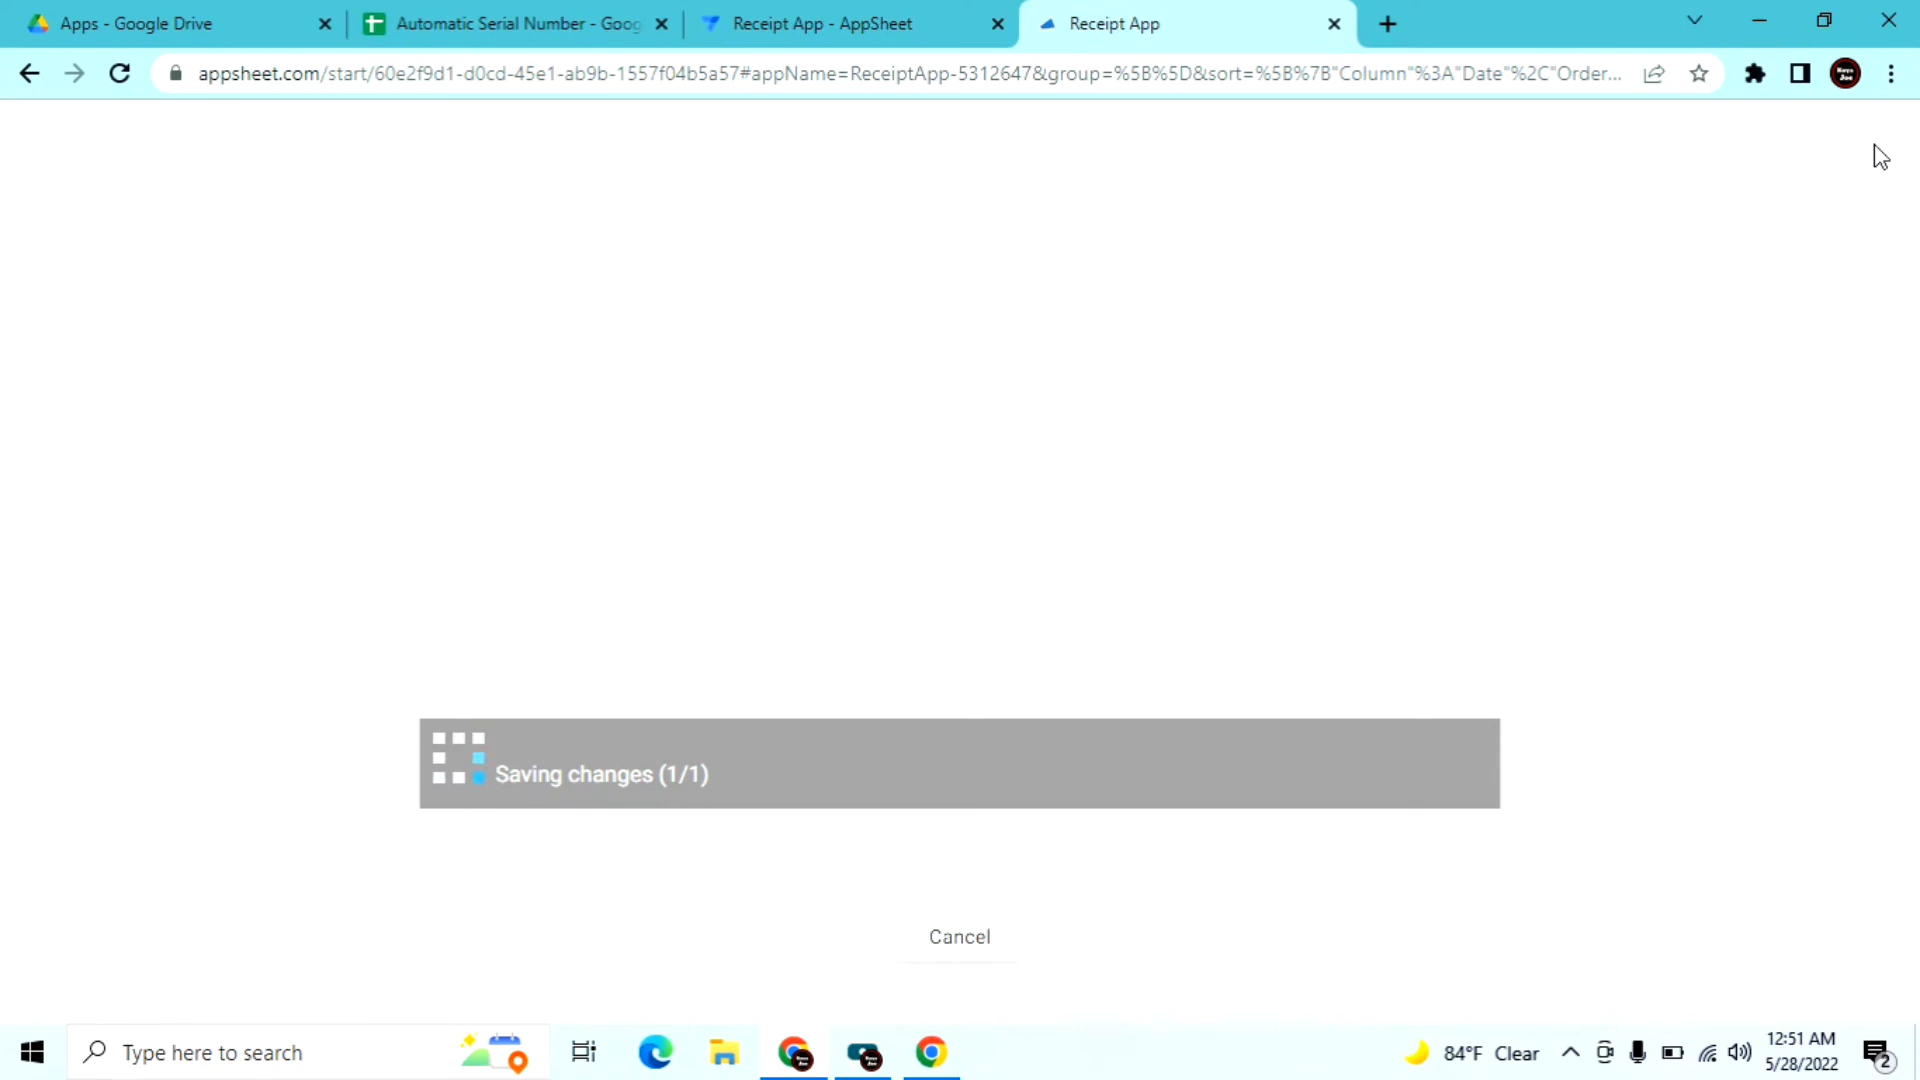 Apps - Google Drive
Automatic Serial Number - Goog
Receipt App - AppSheet
Receipt App
appsheet.com/start/60e2f9d1-d0cd-45e1-ab9b-1557f04b5a57#appName=ReceiptApp-5312647&group=%5B%5D&sort=%5B%7B"Column"%3A"Date"%2C"Order...
Saving changes (1/1)
Cancel
Type here to search
84°F Clear
12:51 AM
5/28/2022
2